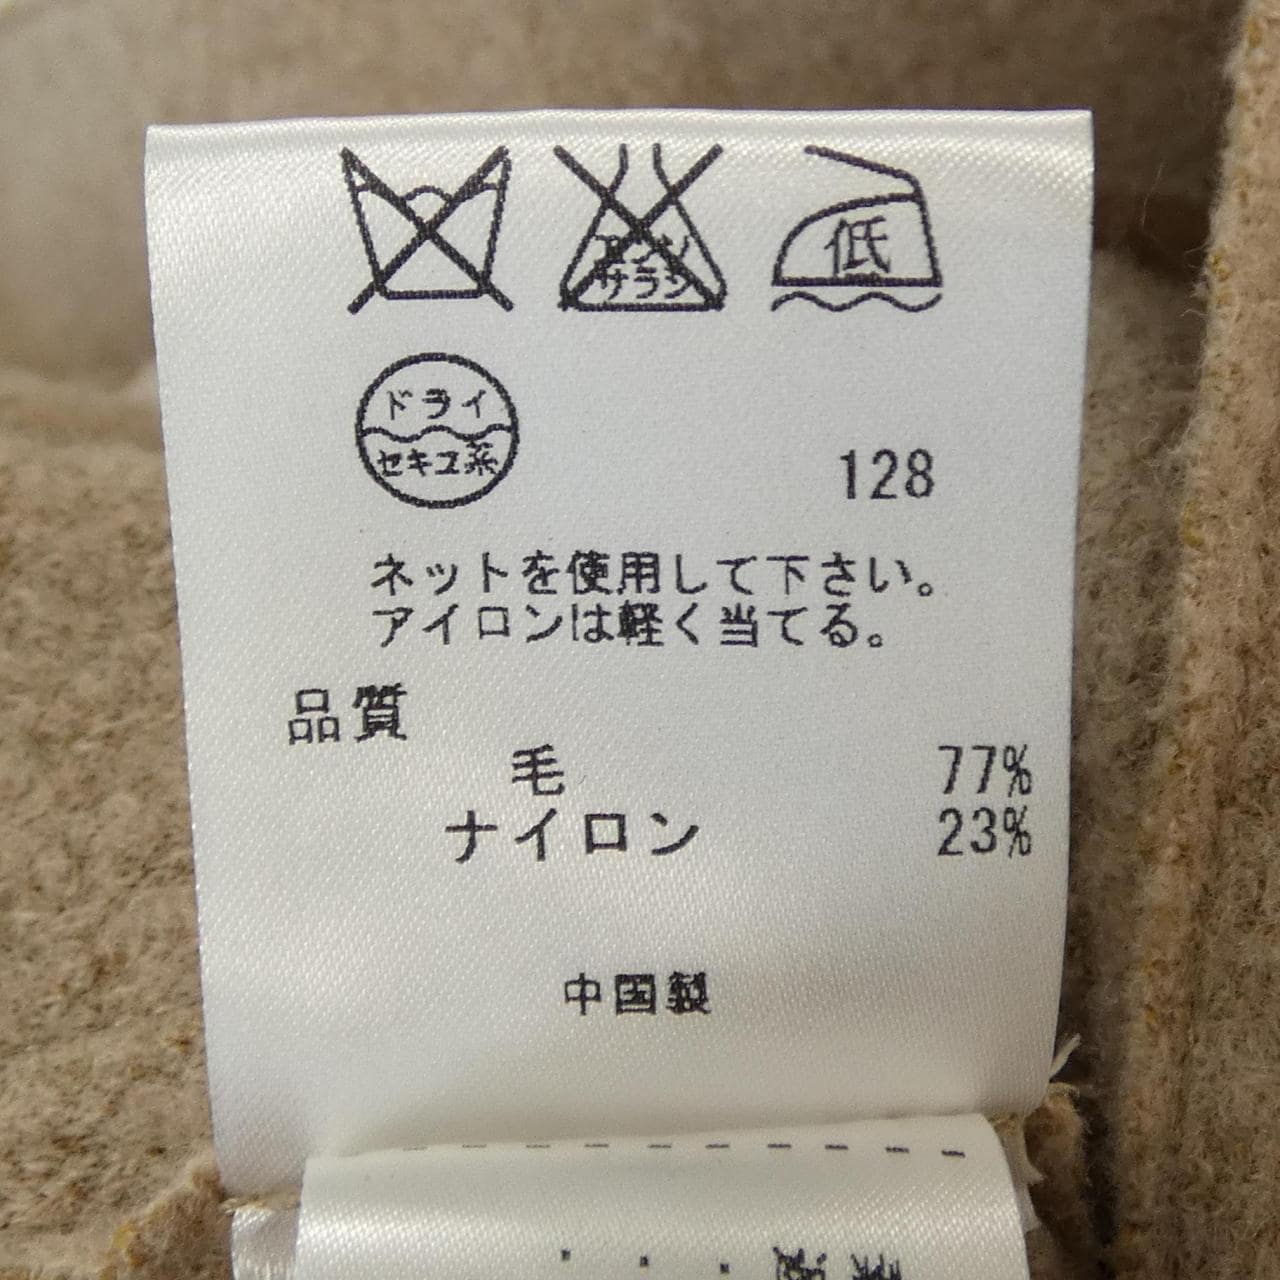 エンソ
サラシ
低
ドライ
セキユ系
128
ネットを使用して下さい。
アイロンは軽く当てる。
品質
毛 77%
ナイロン 23%
中国製